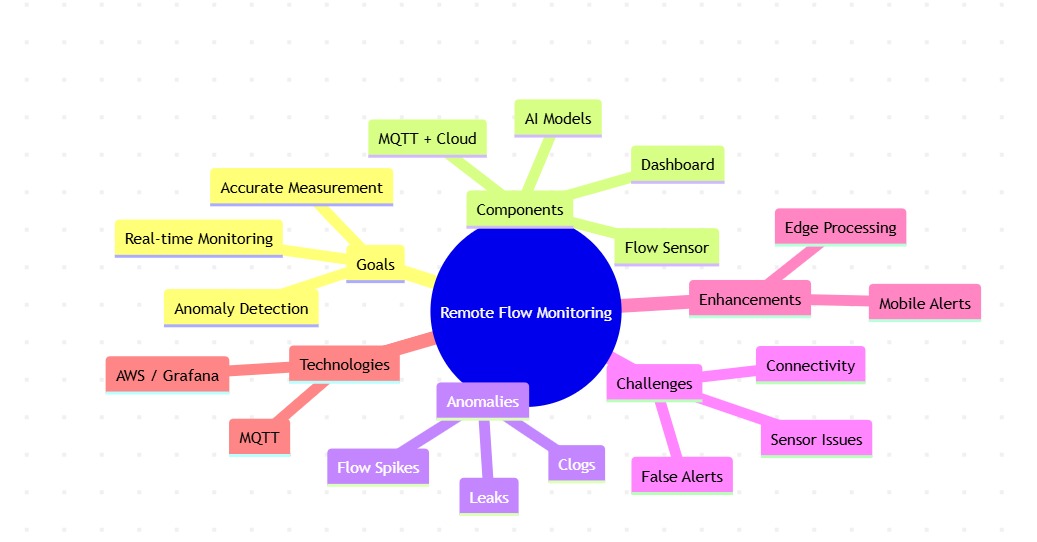 AI Models
MQTT + Cloud
Dashboard
Accurate Measurement
Components
Edge Processing
Real-time Monitoring
Flow Sensor
Goals
Enhancements
Mobile Alerts
Anomaly Detection
Remote Flow Monitoring
Technologies
Connectivity
AWS / Grafana
Challenges
Anomalies
MQTT
Sensor Issues
Flow Spikes
Clogs
False Alerts
Leaks